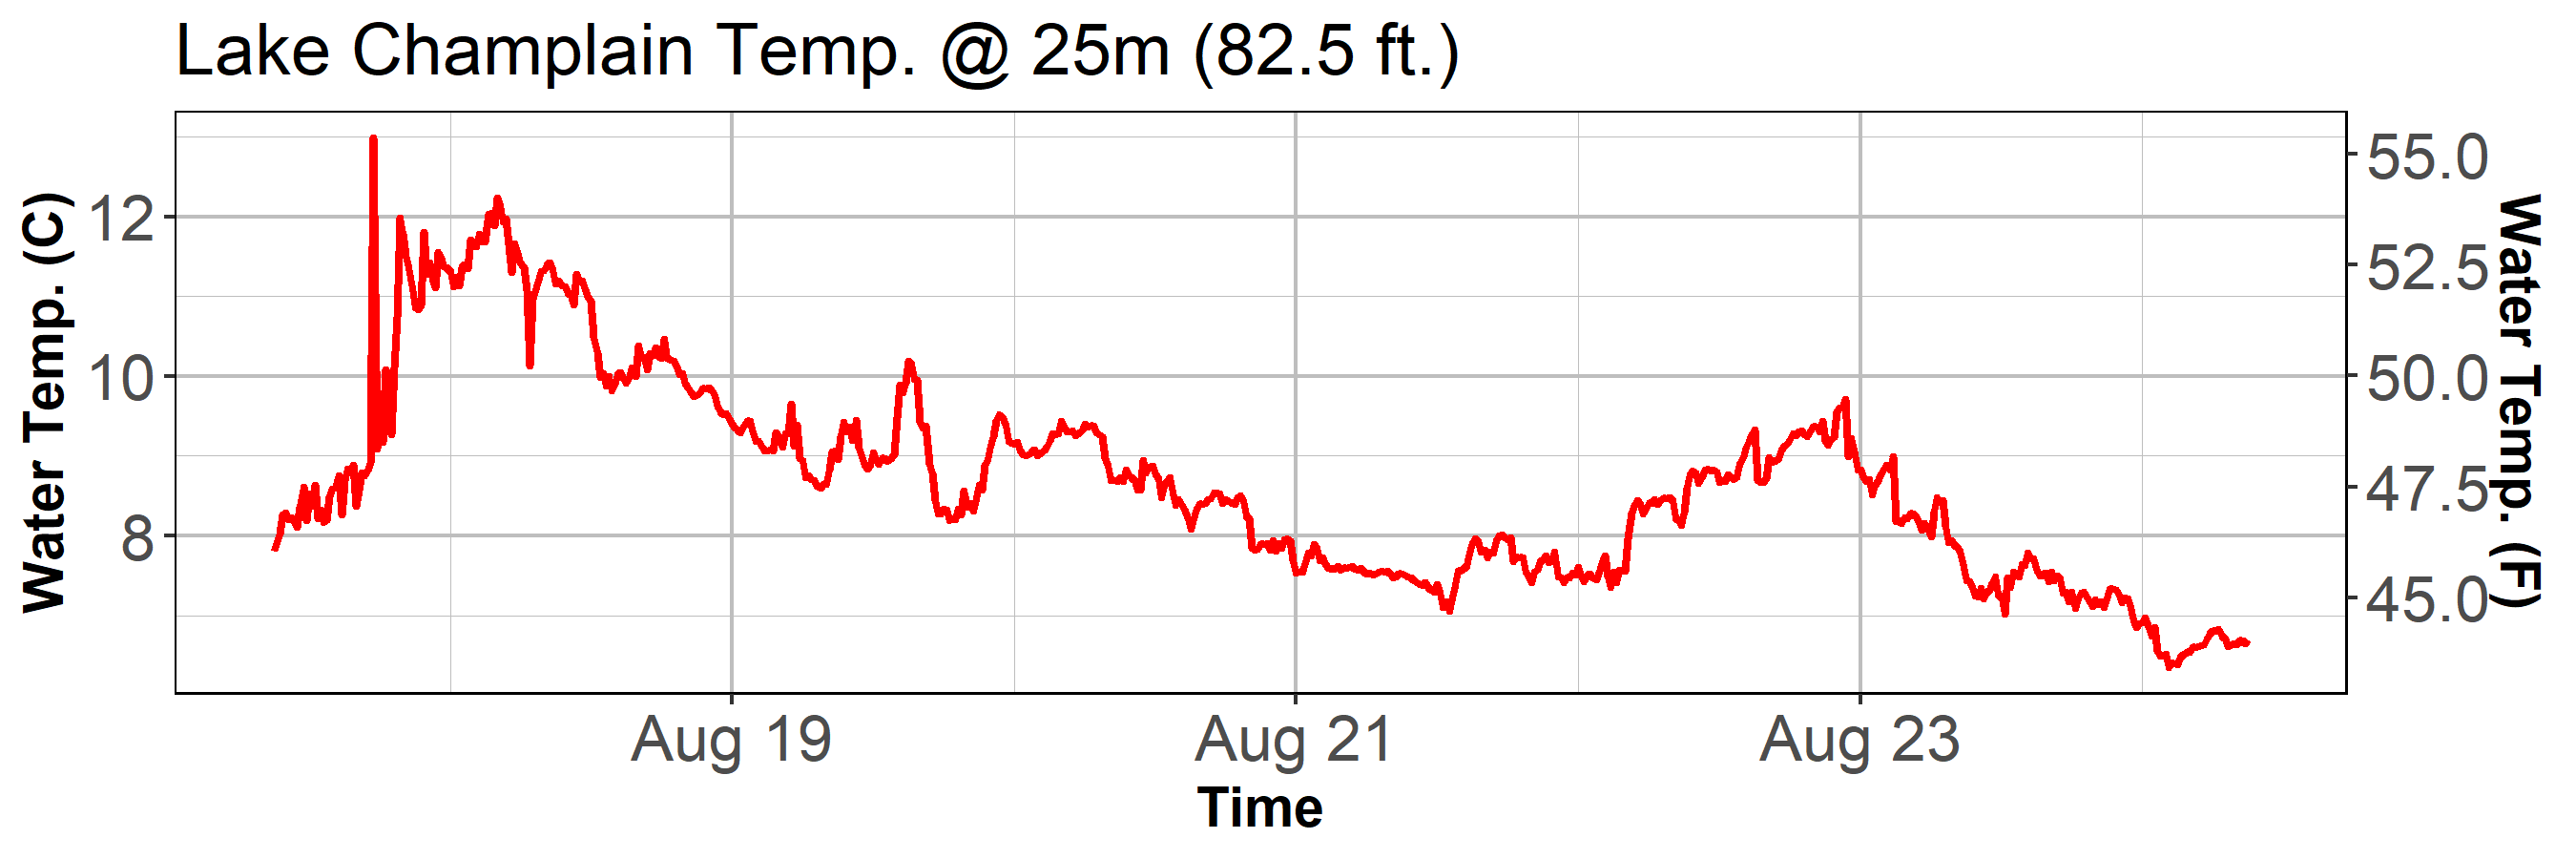 Lake Champlain Temp. @ 25m (82.5 ft.)
Water Temp. (C)
12
10
8
55.0
52.5
50.0
47.5
45.0
Water Temp. (F)
Aug 19
Aug 21
Aug 23
Time